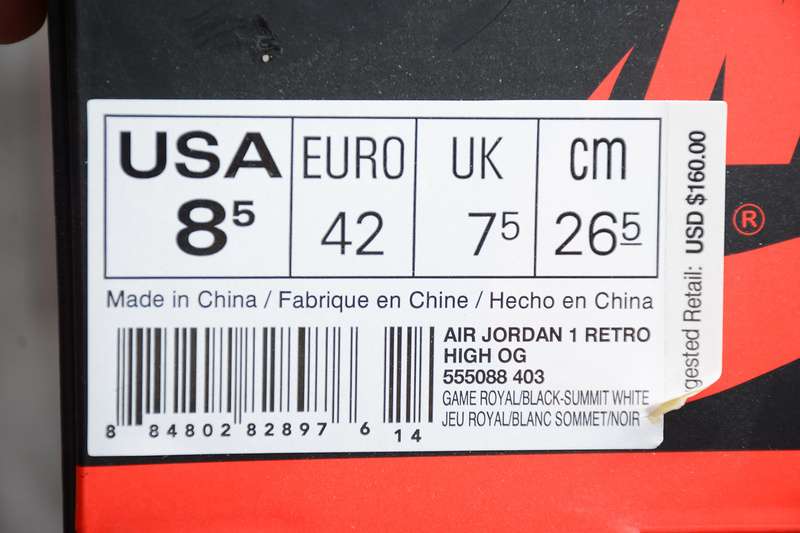 USA EURO UK cm
8⁵ 42 7⁵ 26⁵
Made in China / Fabrique en Chine / Hecho en China
AIR JORDAN 1 RETRO
HIGH OG
555088 403
GAME ROYAL/BLACK-SUMMIT WHITE
JEU ROYAL/BLANC SOMMET/NOIR
8 84802 82897 6 14
Retail: USD $160.00
®